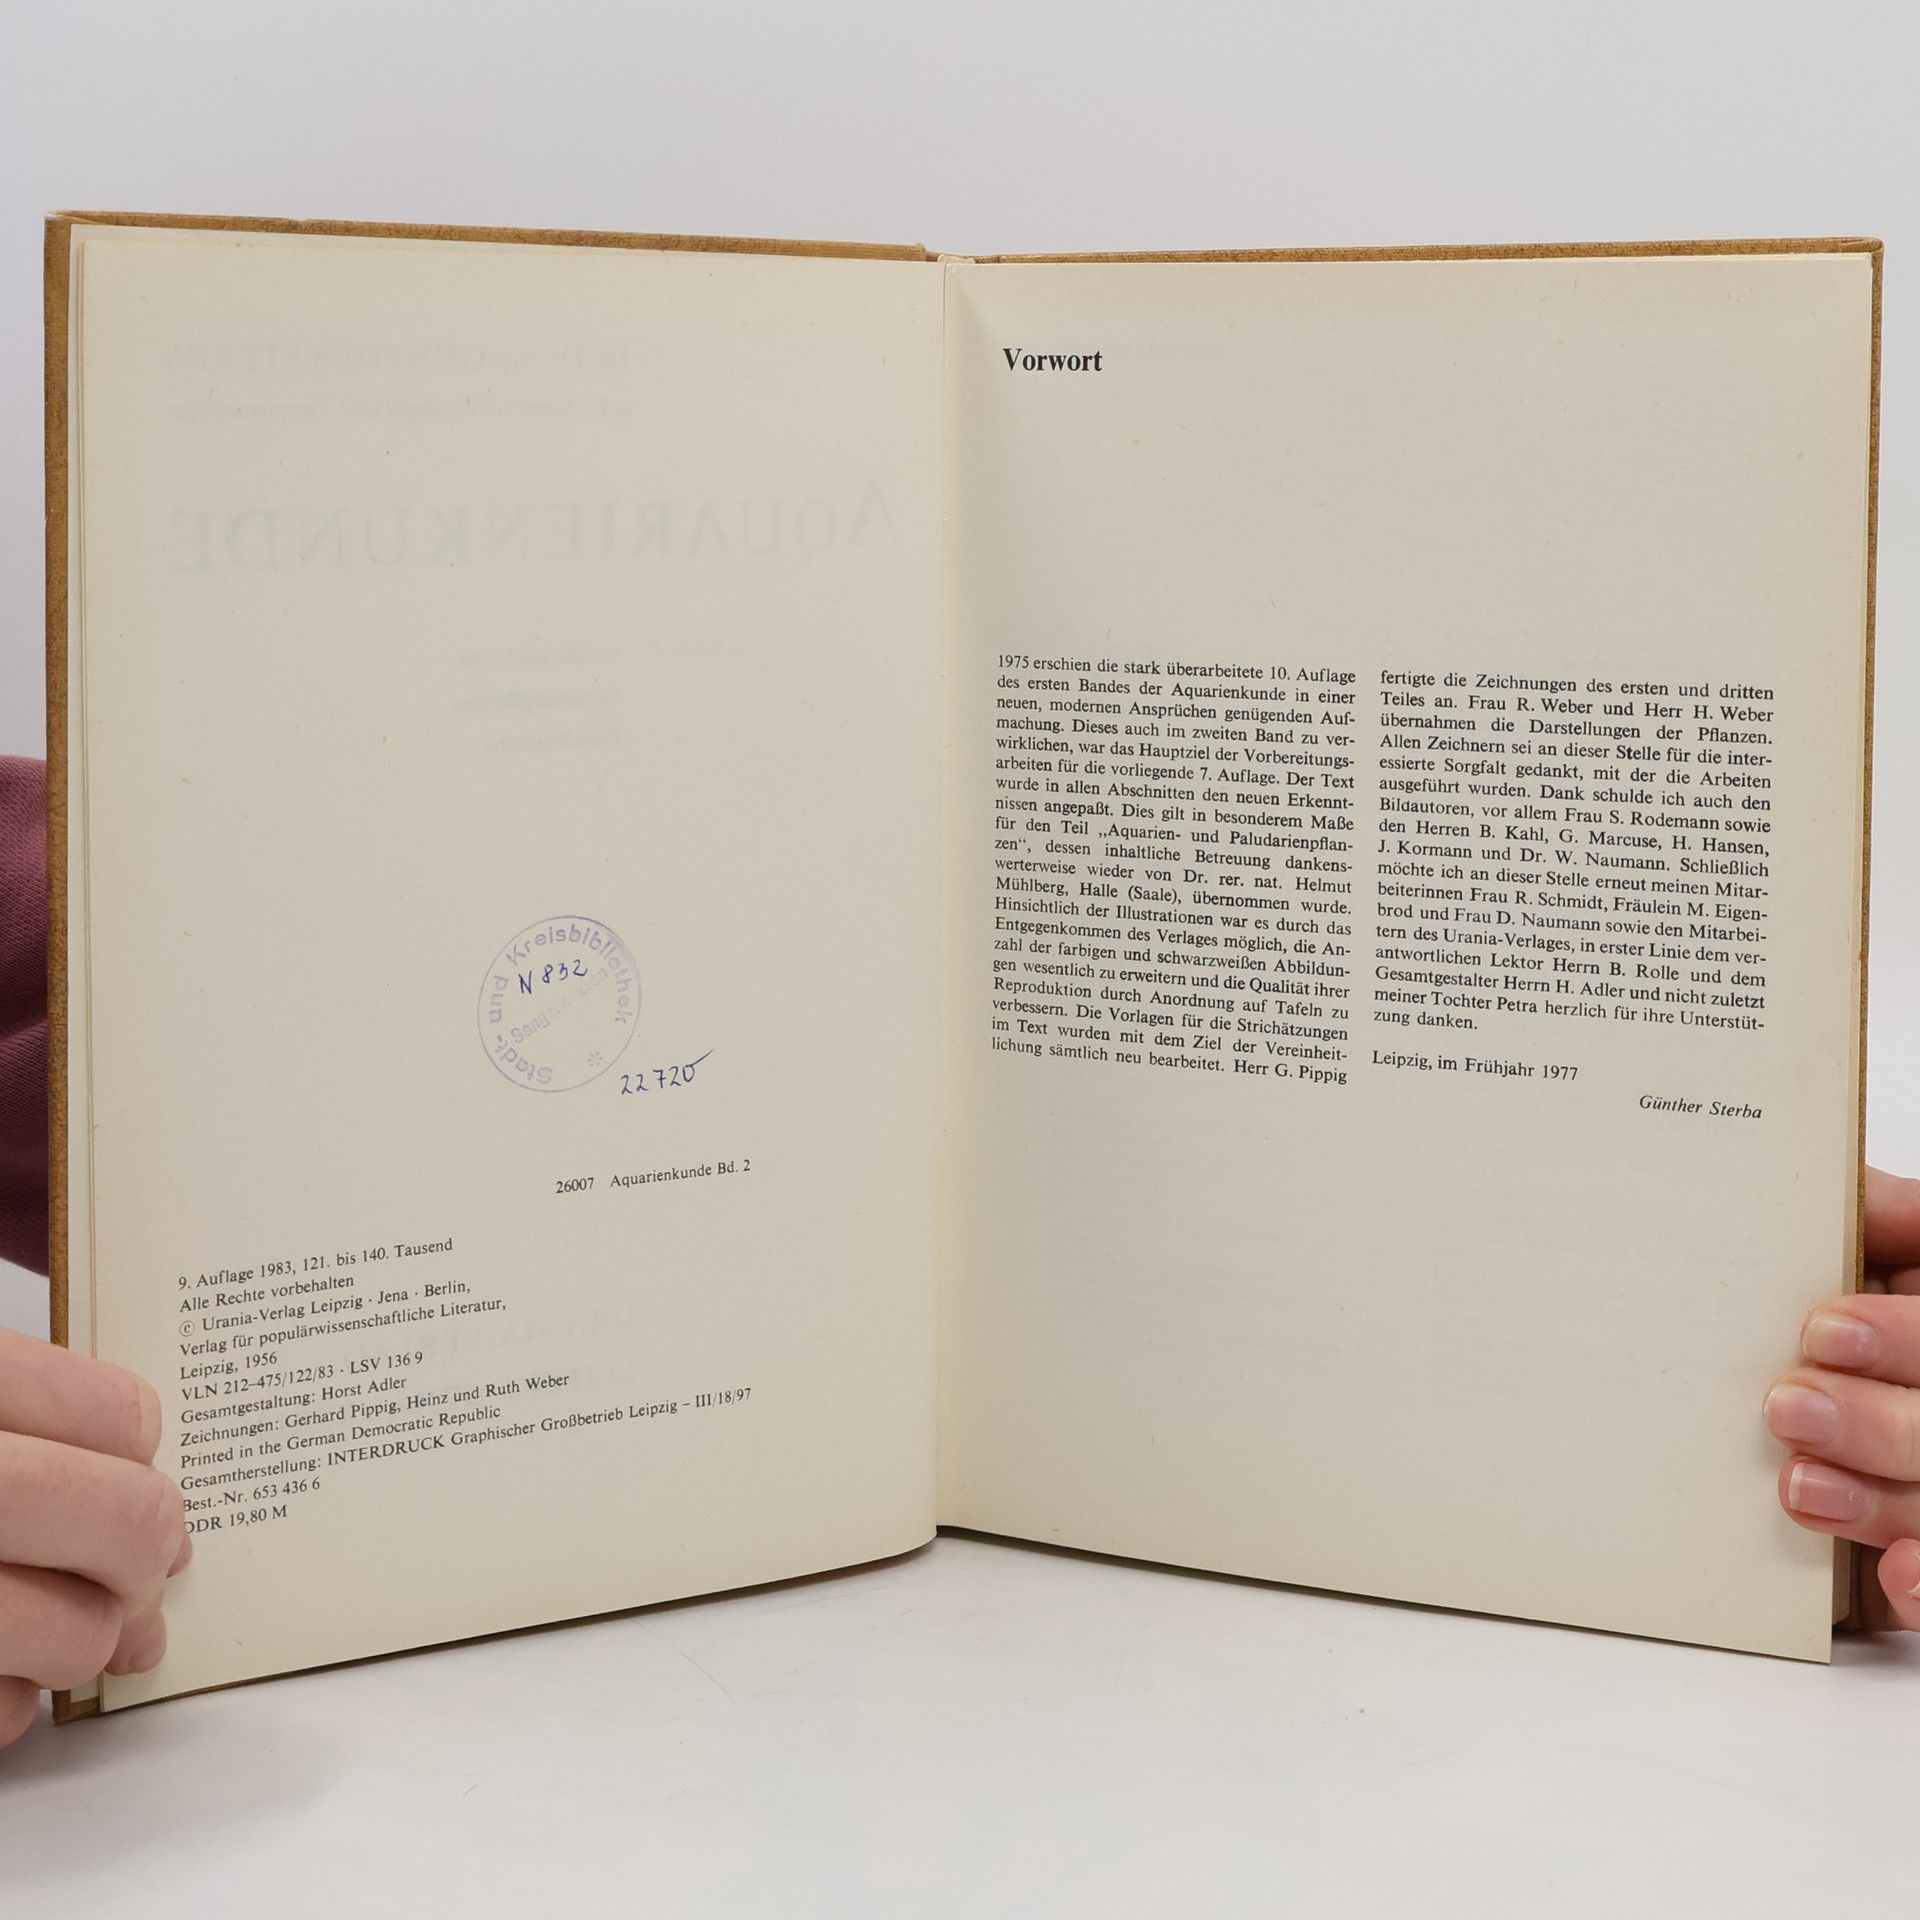 AQUARIENKUNDE
Stadt- und Kreisbibliothek
N 832
22720
26007 Aquarienkunde Bd. 2
9. Auflage 1983, 121. bis 140. Tausend
Alle Rechte vorbehalten
© Urania-Verlag Leipzig · Jena · Berlin,
Verlag für populärwissenschaftliche Literatur,
Leipzig, 1956
VLN 212–475/122/83 · LSV 136 9
Gesamtgestaltung: Horst Adler
Zeichnungen: Gerhard Pippig, Heinz und Ruth Weber
Printed in the German Democratic Republic
Gesamtherstellung: INTERDRUCK Graphischer Großbetrieb Leipzig – III/18/97
Best.-Nr. 653 436 6
DDR 19,80 M
Vorwort
1975 erschien die stark überarbeitete 10. Auflage
des ersten Bandes der Aquarienkunde in einer
neuen, modernen Ansprüchen genügenden Auf-
machung. Dieses auch im zweiten Band zu ver-
wirklichen, war das Hauptziel der Vorbereitungs-
arbeiten für die vorliegende 7. Auflage. Der Text
wurde in allen Abschnitten den neuen Erkennt-
nissen angepaßt. Dies gilt in besonderem Maße
für den Teil „Aquarien- und Paludarienpflan-
zen“, dessen inhaltliche Betreuung dankens-
werterweise wieder von Dr. rer. nat. Helmut
Mühlberg, Halle (Saale), übernommen wurde.
Hinsichtlich der Illustrationen war es durch das
Entgegenkommen des Verlages möglich, die An-
zahl der farbigen und schwarzweißen Abbildun-
gen wesentlich zu erweitern und die Qualität ihrer
Reproduktion durch Anordnung auf Tafeln zu
verbessern. Die Vorlagen für die Strichätzungen
im Text wurden mit dem Ziel der Vereinheit-
lichung sämtlich neu bearbeitet. Herr G. Pippig
fertigte die Zeichnungen des ersten und dritten
Teiles an. Frau R. Weber und Herr H. Weber
übernahmen die Darstellungen der Pflanzen.
Allen Zeichnern sei an dieser Stelle für die inter-
essierte Sorgfalt gedankt, mit der die Arbeiten
ausgeführt wurden. Dank schulde ich auch den
Bildautoren, vor allem Frau S. Rodemann sowie
den Herren B. Kahl, G. Marcuse, H. Hansen,
J. Kormann und Dr. W. Naumann. Schließlich
möchte ich an dieser Stelle erneut meinen Mitar-
beiterinnen Frau R. Schmidt, Fräulein M. Eigen-
brod und Frau D. Naumann sowie den Mitarbei-
tern des Urania-Verlages, in erster Linie dem ver-
antwortlichen Lektor Herrn B. Rolle und dem
Gesamtgestalter Herrn H. Adler und nicht zuletzt
meiner Tochter Petra herzlich für ihre Unterstüt-
zung danken.
Leipzig, im Frühjahr 1977
Günther Sterba